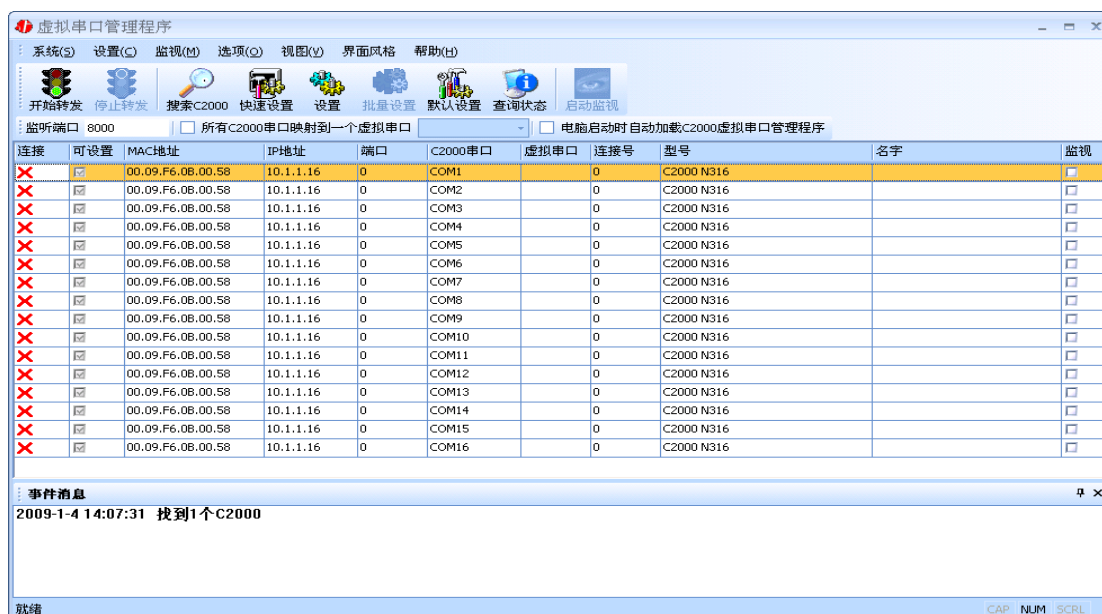 虚拟串口管理程序
系统(S) 设置(C) 监视(M) 选项(O) 视图(V) 界面风格 帮助(H)
开始转发 停止转发 搜索C2000 快速设置 设置 批量设置 默认设置 查询状态 启动监视
监听端口 8000 所有C2000串口映射到一个虚拟串口 电脑启动时自动加载C2000虚拟串口管理程序
连接 可设置 MAC地址 IP地址 端口 C2000串口 虚拟串口 连接号 型号 名字 监视
00.09.F6.0B.00.58 10.1.1.16 0 COM1 0 C2000 N316
00.09.F6.0B.00.58 10.1.1.16 0 COM2 0 C2000 N316
00.09.F6.0B.00.58 10.1.1.16 0 COM3 0 C2000 N316
00.09.F6.0B.00.58 10.1.1.16 0 COM4 0 C2000 N316
00.09.F6.0B.00.58 10.1.1.16 0 COM5 0 C2000 N316
00.09.F6.0B.00.58 10.1.1.16 0 COM6 0 C2000 N316
00.09.F6.0B.00.58 10.1.1.16 0 COM7 0 C2000 N316
00.09.F6.0B.00.58 10.1.1.16 0 COM8 0 C2000 N316
00.09.F6.0B.00.58 10.1.1.16 0 COM9 0 C2000 N316
00.09.F6.0B.00.58 10.1.1.16 0 COM10 0 C2000 N316
00.09.F6.0B.00.58 10.1.1.16 0 COM11 0 C2000 N316
00.09.F6.0B.00.58 10.1.1.16 0 COM12 0 C2000 N316
00.09.F6.0B.00.58 10.1.1.16 0 COM13 0 C2000 N316
00.09.F6.0B.00.58 10.1.1.16 0 COM14 0 C2000 N316
00.09.F6.0B.00.58 10.1.1.16 0 COM15 0 C2000 N316
00.09.F6.0B.00.58 10.1.1.16 0 COM16 0 C2000 N316
事件消息
2009-1-4 14:07:31 找到1个C2000
就绪 CAP NUM SCRL